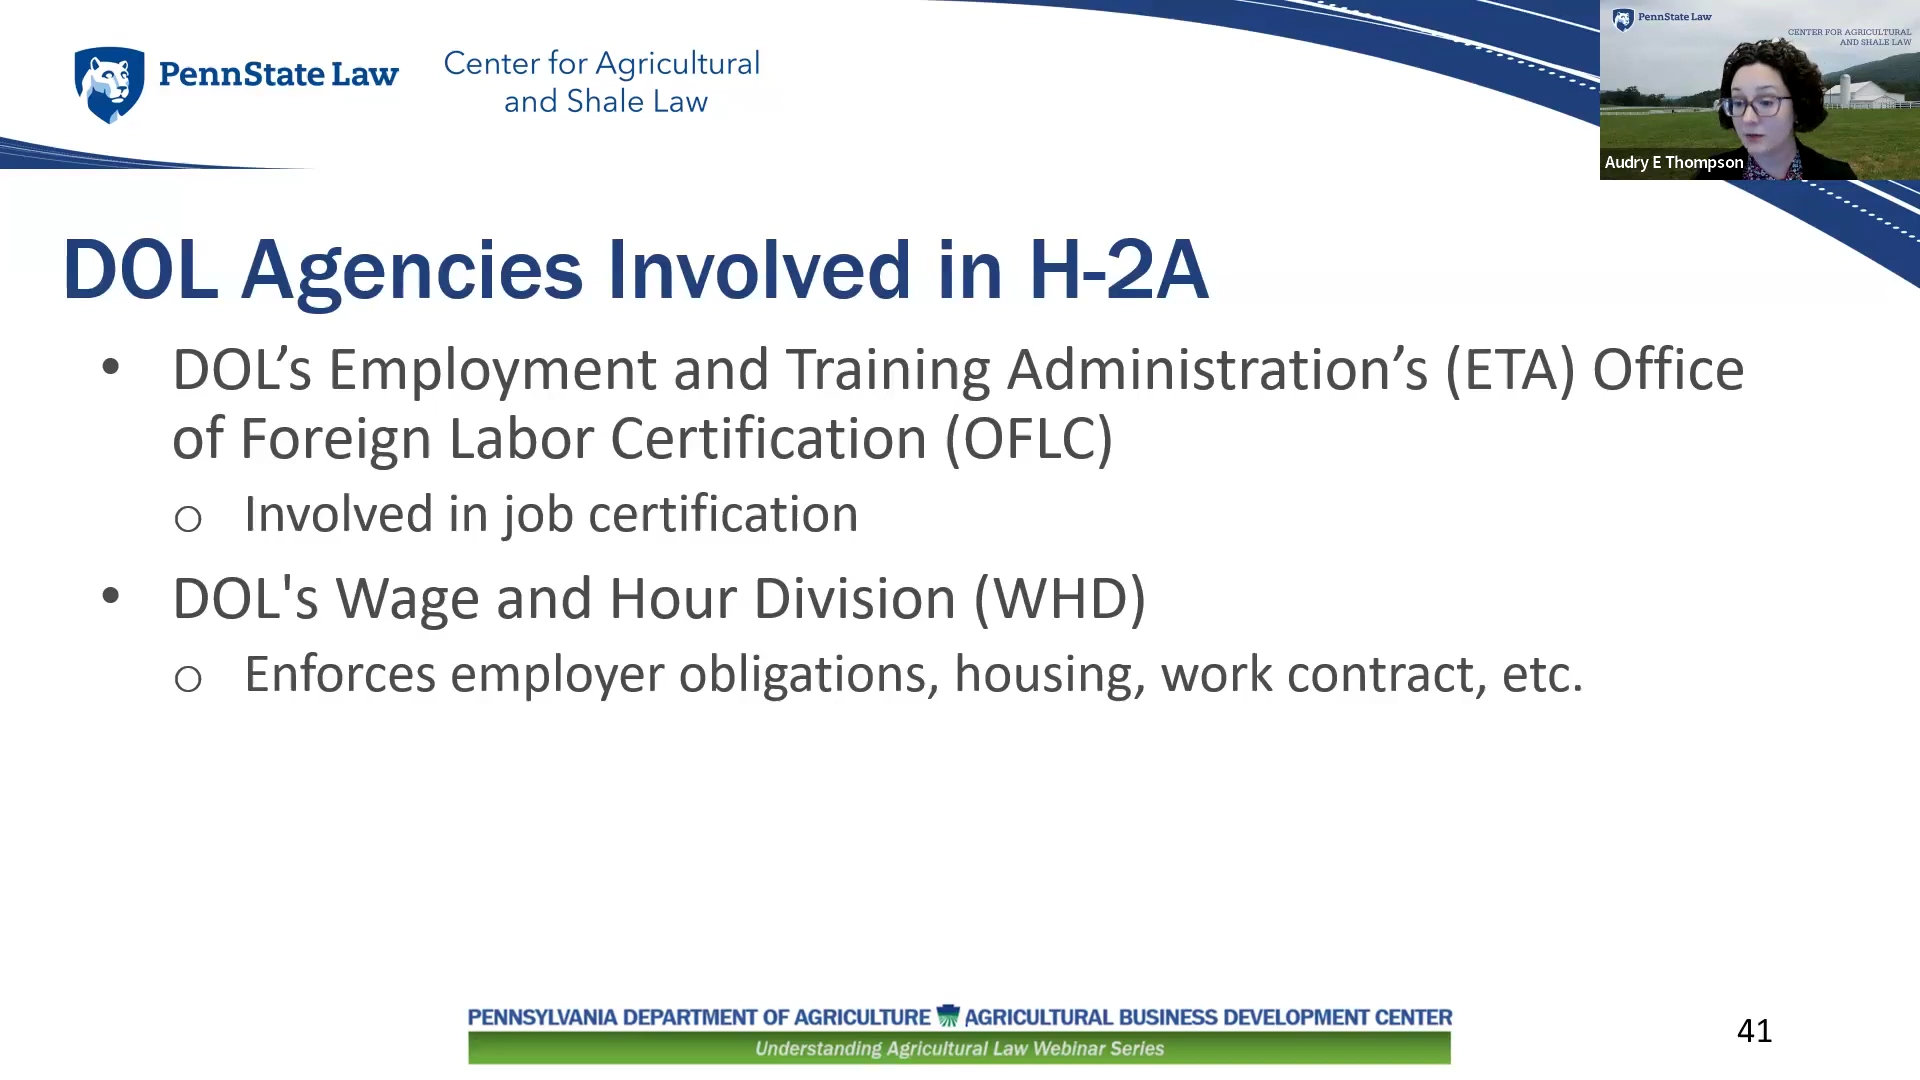 PennState Law
Center for Agricultural
and Shale Law
PennState Law
CENTER FOR AGRICULTURAL
AND SHALE LAW
Audry E Thompson
DOL Agencies Involved in H-2A
• DOL’s Employment and Training Administration’s (ETA) Office
of Foreign Labor Certification (OFLC)
o Involved in job certification
• DOL's Wage and Hour Division (WHD)
o Enforces employer obligations, housing, work contract, etc.
PENNSYLVANIA DEPARTMENT OF AGRICULTURE AGRICULTURAL BUSINESS DEVELOPMENT CENTER
Understanding Agricultural Law Webinar Series
41